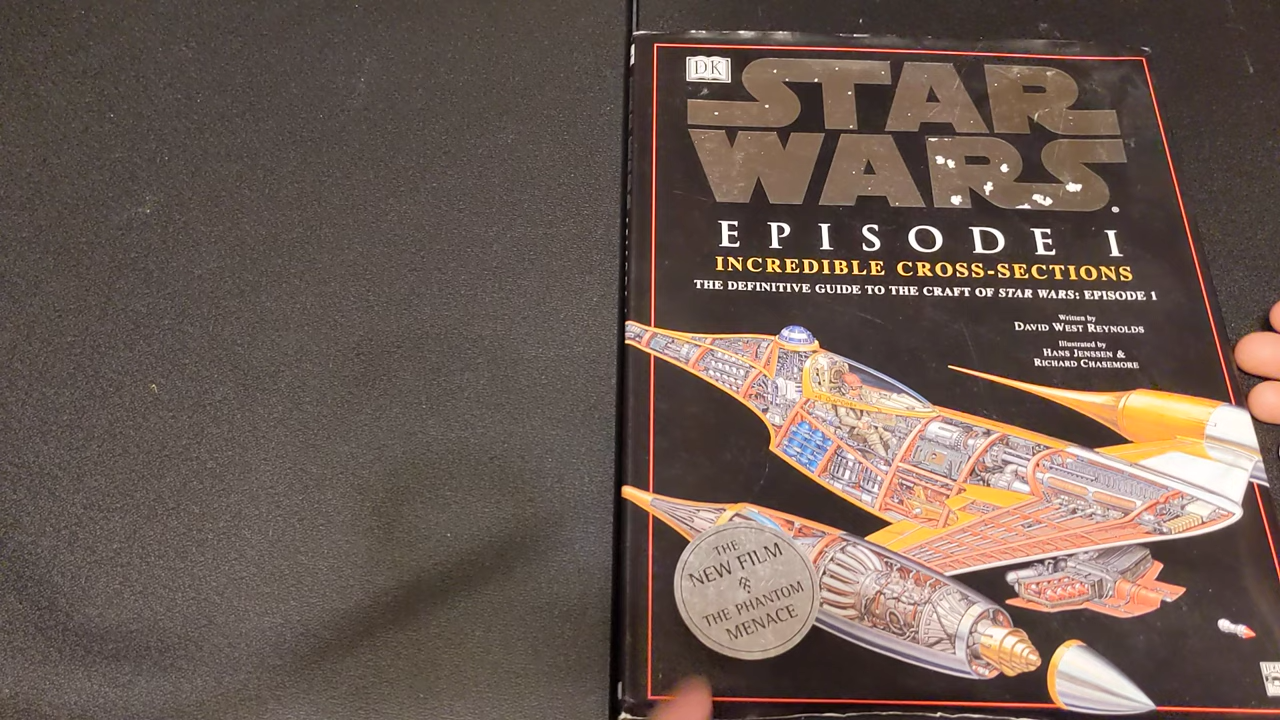 DK
STAR
WARS®
EPISODE I
INCREDIBLE CROSS-SECTIONS
THE DEFINITIVE GUIDE TO THE CRAFT OF STAR WARS: EPISODE 1
Written by
DAVID WEST REYNOLDS
Illustrated by
HANS JENSSEN &
RICHARD CHASEMORE
THE
NEW FILM
THE PHANTOM
MENACE